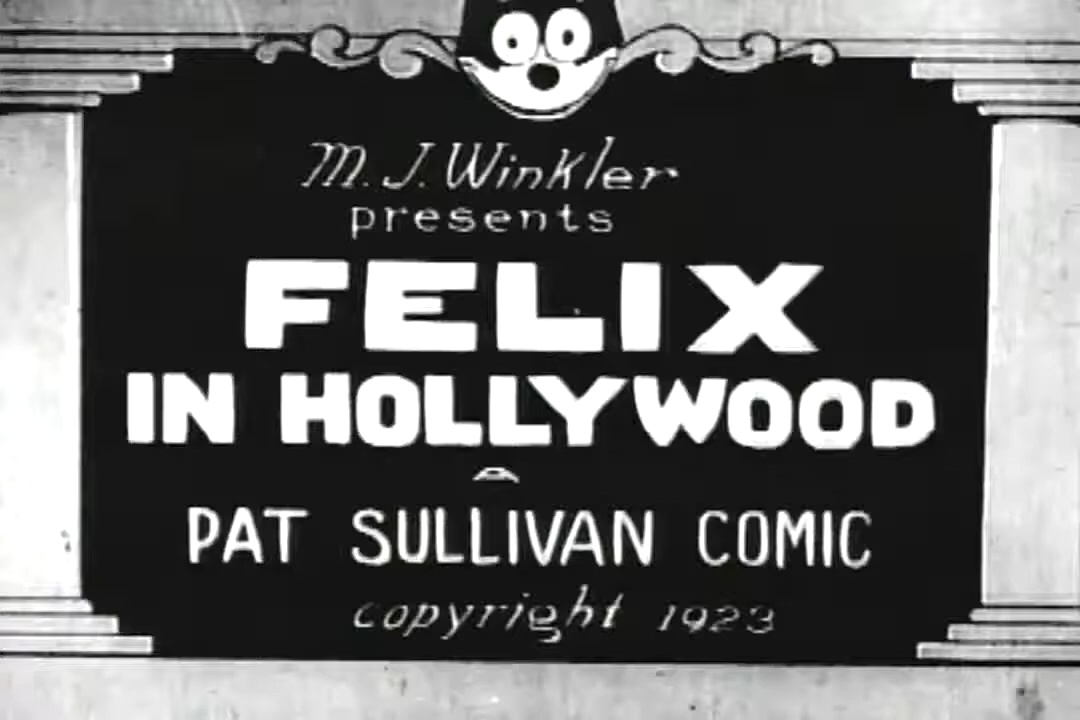 M. J. Winkler
presents
FELIX
IN HOLLYWOOD
A
PAT SULLIVAN COMIC
copyright 1923